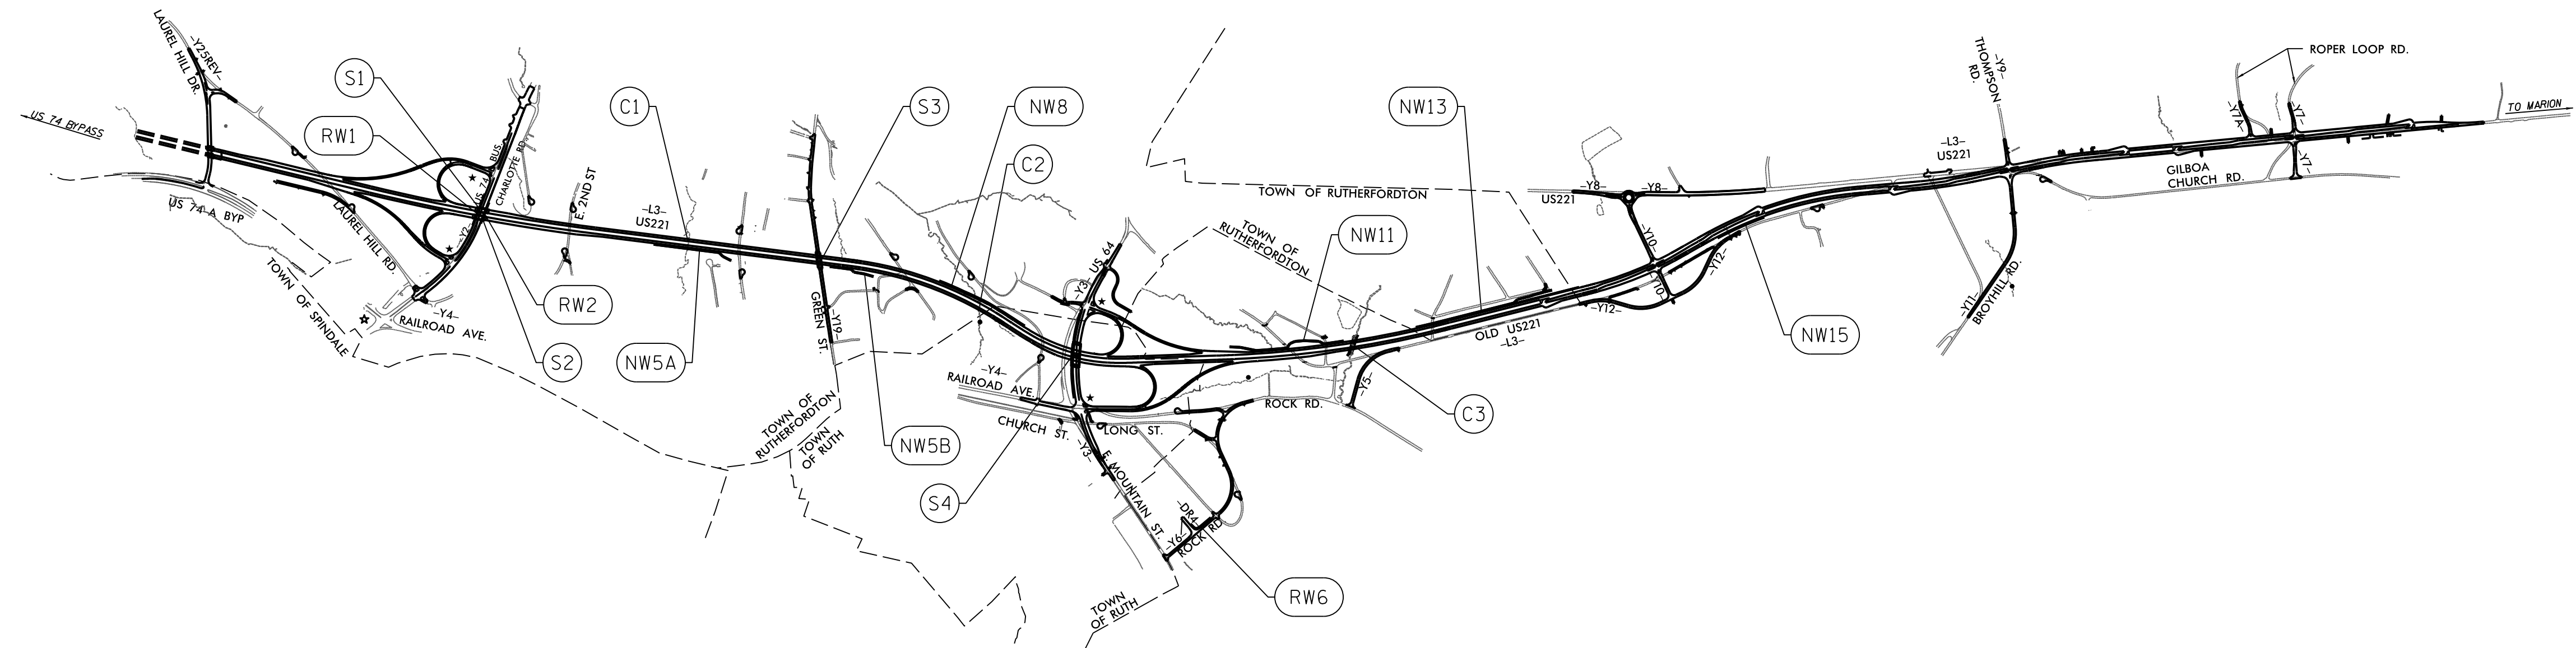 LAUREL HILL DR.
-Y25REV-
US 74 BYPASS
S1
RW1
US 74 BUS.
CHARLOTTE RD.
-Y2-
US 74 A BYP
LAUREL HILL RD.
TOWN OF SPINDALE
-Y4-
RAILROAD AVE.
E. 2ND ST
C1
-L3-
US221
RW2
S2
NW5A
S3
GREEN ST.
-Y19-
NW8
C2
NW5B
TOWN OF
RUTHERFORDTON
TOWN
OF RUTH
-Y3-
US 64
-Y4-
RAILROAD AVE.
CHURCH ST.
-Y3-
LONG ST.
E. MOUNTAIN ST.
S4
-DR4-
-Y6-
ROCK RD
RW6
TOWN
OF RUTH
ROCK RD.
-Y5-
C3
TOWN OF
RUTHERFORDTON
NW11
TOWN OF RUTHERFORDTON
NW13
OLD US221
-L3-
-Y8-
-Y8-
US221
-Y10-
-Y10-
-Y12-
-Y12-
NW15
-L3-
US221
-Y9-
THOMPSON
RD.
-Y11-
BROYHILL RD.
GILBOA
CHURCH RD.
-Y7A-
-Y7-
-Y7-
ROPER LOOP RD.
TO MARION